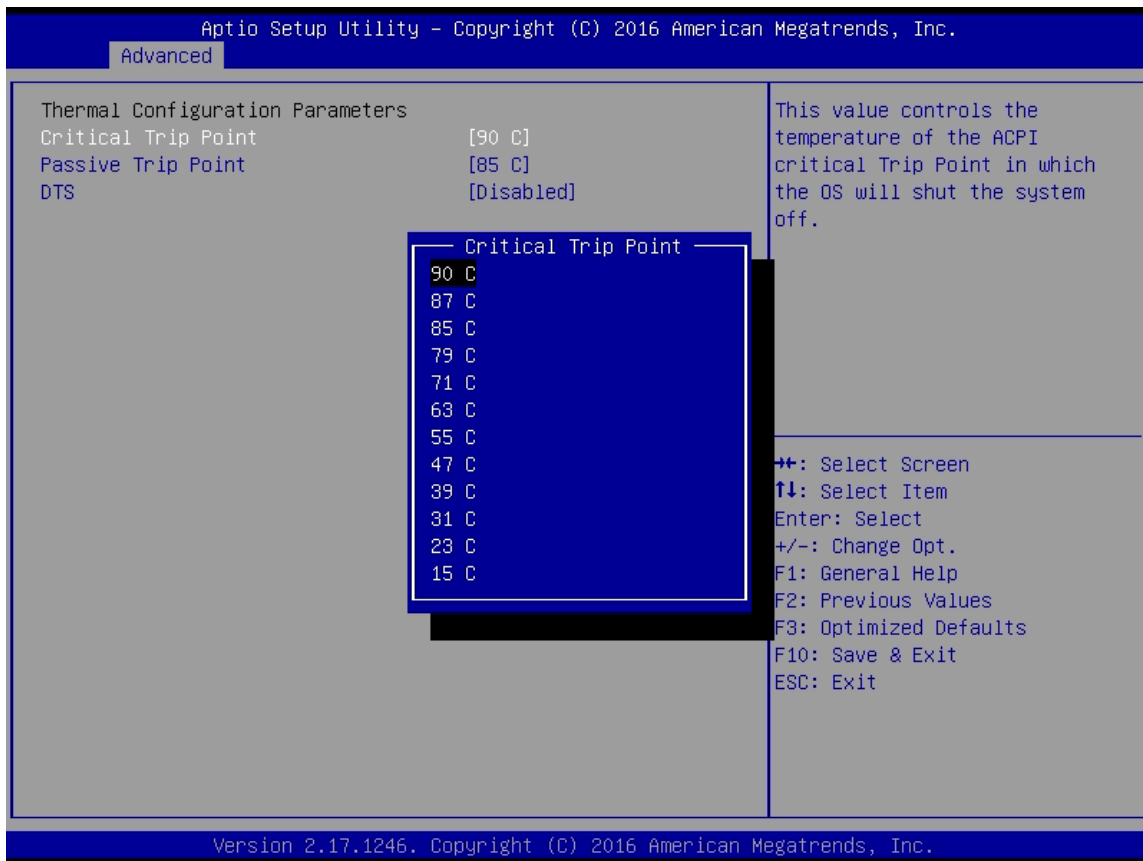 Aptio Setup Utility – Copyright (C) 2016 American Megatrends, Inc.
Advanced
Thermal Configuration Parameters
Critical Trip Point [90 C]
Passive Trip Point [85 C]
DTS [Disabled]
Critical Trip Point
90 C
87 C
85 C
79 C
71 C
63 C
55 C
47 C
39 C
31 C
23 C
15 C
This value controls the
temperature of the ACPI
critical Trip Point in which
the OS will shut the system
off.
→←: Select Screen
↑↓: Select Item
Enter: Select
+/-: Change Opt.
F1: General Help
F2: Previous Values
F3: Optimized Defaults
F10: Save & Exit
ESC: Exit
Version 2.17.1246. Copyright (C) 2016 American Megatrends, Inc.